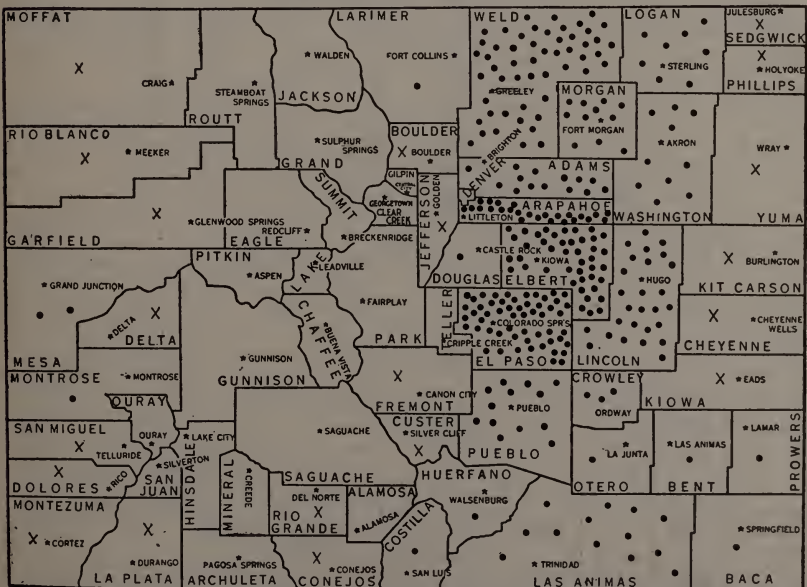 MOFFAT
CRAIG
STEAMBOAT
SPRINGS
ROUTT
WALDEN
JACKSON
LARIMER
FORT COLLINS
WELD
GREELEY
LOGAN
STERLING
JULESBURG
SEDGWICK
HOLYOKE
PHILLIPS
RIO BLANCO
MEEKER
SULPHUR
SPRINGS
GRAND
BOULDER
BOULDER
MORGAN
FORT MORGAN
AKRON
WASHINGTON
WRAY
YUMA
GARFIELD
GLENWOOD SPRINGS
REDCLIFF
EAGLE
SUMMIT
BRECKENRIDGE
GILPIN
CENTRAL
CITY
GEORGETOWN
CLEAR
CREEK
JEFFERSON
GOLDEN
DENVER
BRIGHTON
ADAMS
ARAPAHOE
LITTLETON
PITKIN
ASPEN
LAKE
LEADVILLE
CASTLE ROCK
DOUGLAS
KIOWA
ELBERT
HUGO
LINCOLN
BURLINGTON
KIT CARSON
GRAND JUNCTION
MESA
DELTA
DELTA
GUNNISON
GUNNISON
CHAFFEE
BUENA VISTA
FAIRPLAY
PARK
TELLER
CRIPPLE CREEK
COLORADO SPR'S
EL PASO
CHEYENNE
WELLS
CHEYENNE
MONTROSE
MONTROSE
OURAY
OURAY
CANON CITY
FREMONT
PUEBLO
PUEBLO
CROWLEY
ORDWAY
EADS
KIOWA
SAN MIGUEL
TELLURIDE
LAKE CITY
HINSDALE
SAGUACHE
SAGUACHE
CUSTER
SILVER CLIFF
LA JUNTA
OTERO
LAS ANIMAS
BENT
LAMAR
PROWERS
DOLORES
RICO
SILVERTON
SAN
JUAN
MINERAL
CREEDE
DEL NORTE
RIO
GRANDE
ALAMOSA
ALAMOSA
HUERFANO
WALSENBURG
MONTEZUMA
CORTEZ
DURANGO
LA PLATA
PAGOSA SPRINGS
ARCHULETA
CONEJOS
CONEJOS
COSTILLA
SAN LUIS
TRINIDAD
LAS ANIMAS
SPRINGFIELD
BACA